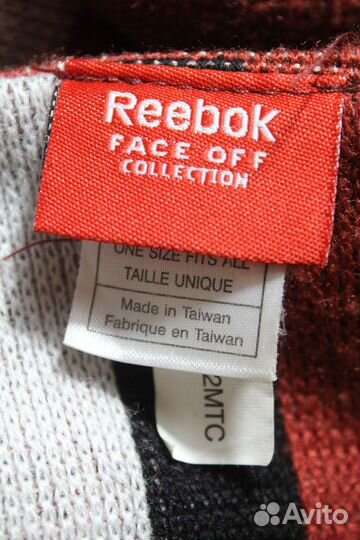 Reebok
FACE OFF
COLLECTION
ONE SIZE FITS ALL
TAILLE UNIQUE
Made in Taiwan
Fabriqué en Taiwan
2MTC
Avito